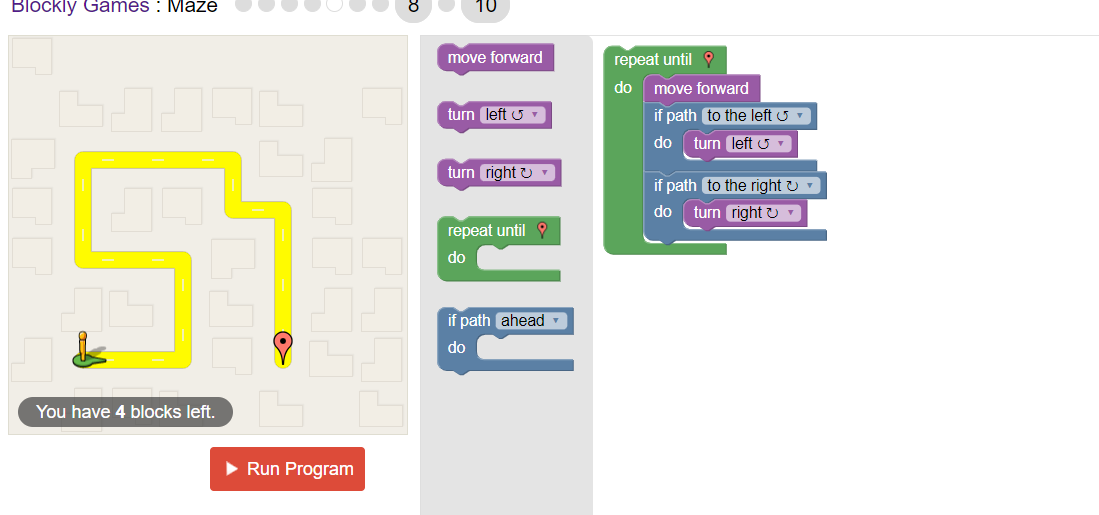 Blockly Games : Maze 8 10
move forward
turn left ↺ ▼
turn right ↻ ▼
repeat until
do
if path ahead ▼
do
repeat until
do move forward
if path to the left ↺ ▼
do turn left ↺ ▼
if path to the right ↻ ▼
do turn right ↻ ▼
You have 4 blocks left.
Run Program